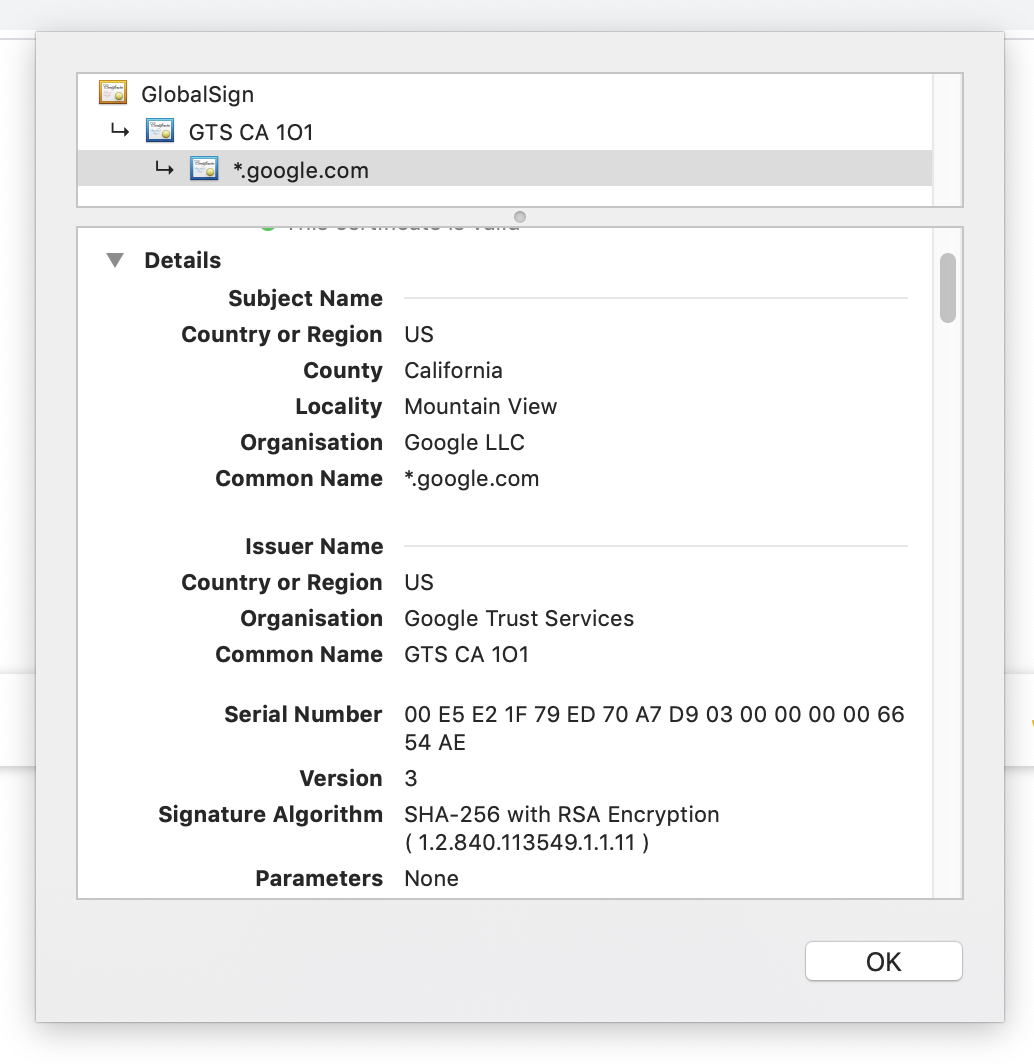 GlobalSign
GTS CA 1O1
*.google.com
This certificate is valid
Details
Subject Name
Country or Region US
County California
Locality Mountain View
Organisation Google LLC
Common Name *.google.com
Issuer Name
Country or Region US
Organisation Google Trust Services
Common Name GTS CA 1O1
Serial Number 00 E5 E2 1F 79 ED 70 A7 D9 03 00 00 00 00 66
54 AE
Version 3
Signature Algorithm SHA-256 with RSA Encryption
( 1.2.840.113549.1.1.11 )
Parameters None
OK